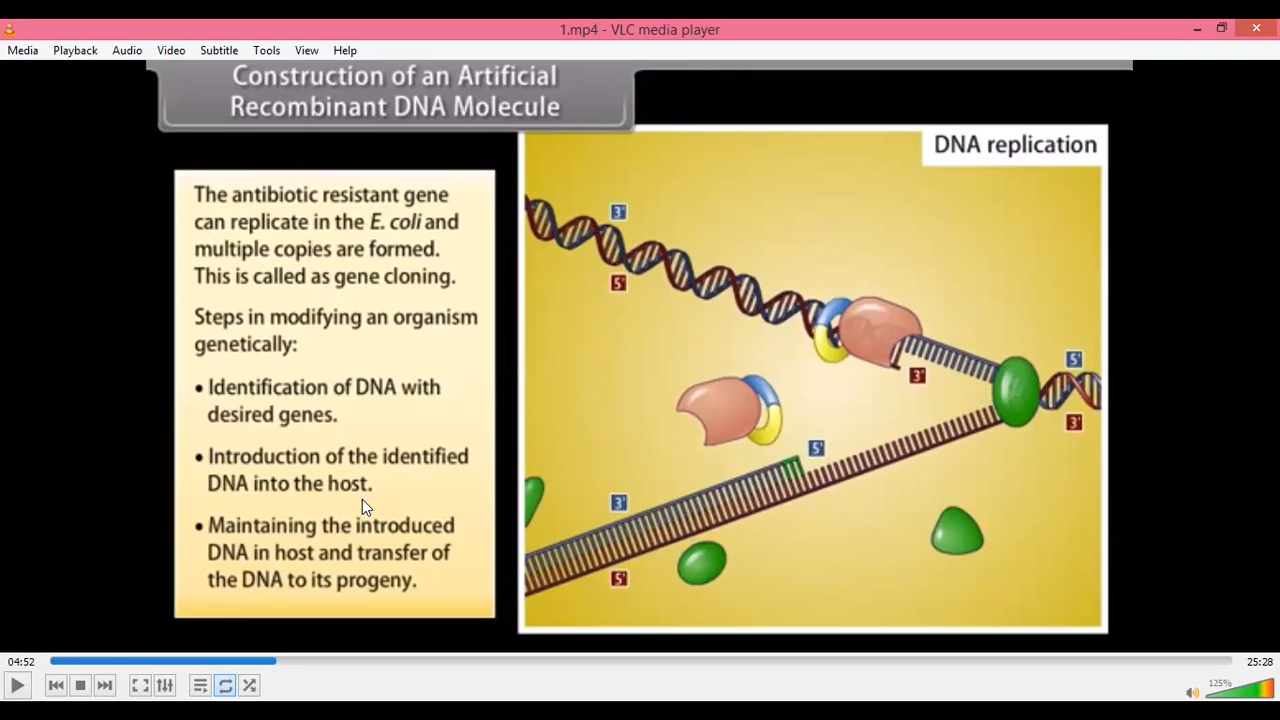 1.mp4 - VLC media player
Media Playback Audio Video Subtitle Tools View Help
Construction of an Artificial
Recombinant DNA Molecule
DNA replication
The antibiotic resistant gene
can replicate in the E. coli and
multiple copies are formed.
This is called as gene cloning.
Steps in modifying an organism
genetically:
• Identification of DNA with
desired genes.
• Introduction of the identified
DNA into the host.
• Maintaining the introduced
DNA in host and transfer of
the DNA to its progeny.
3'
5'
3'
5'
3'
5'
3'
5'
04:52
25:28
125%